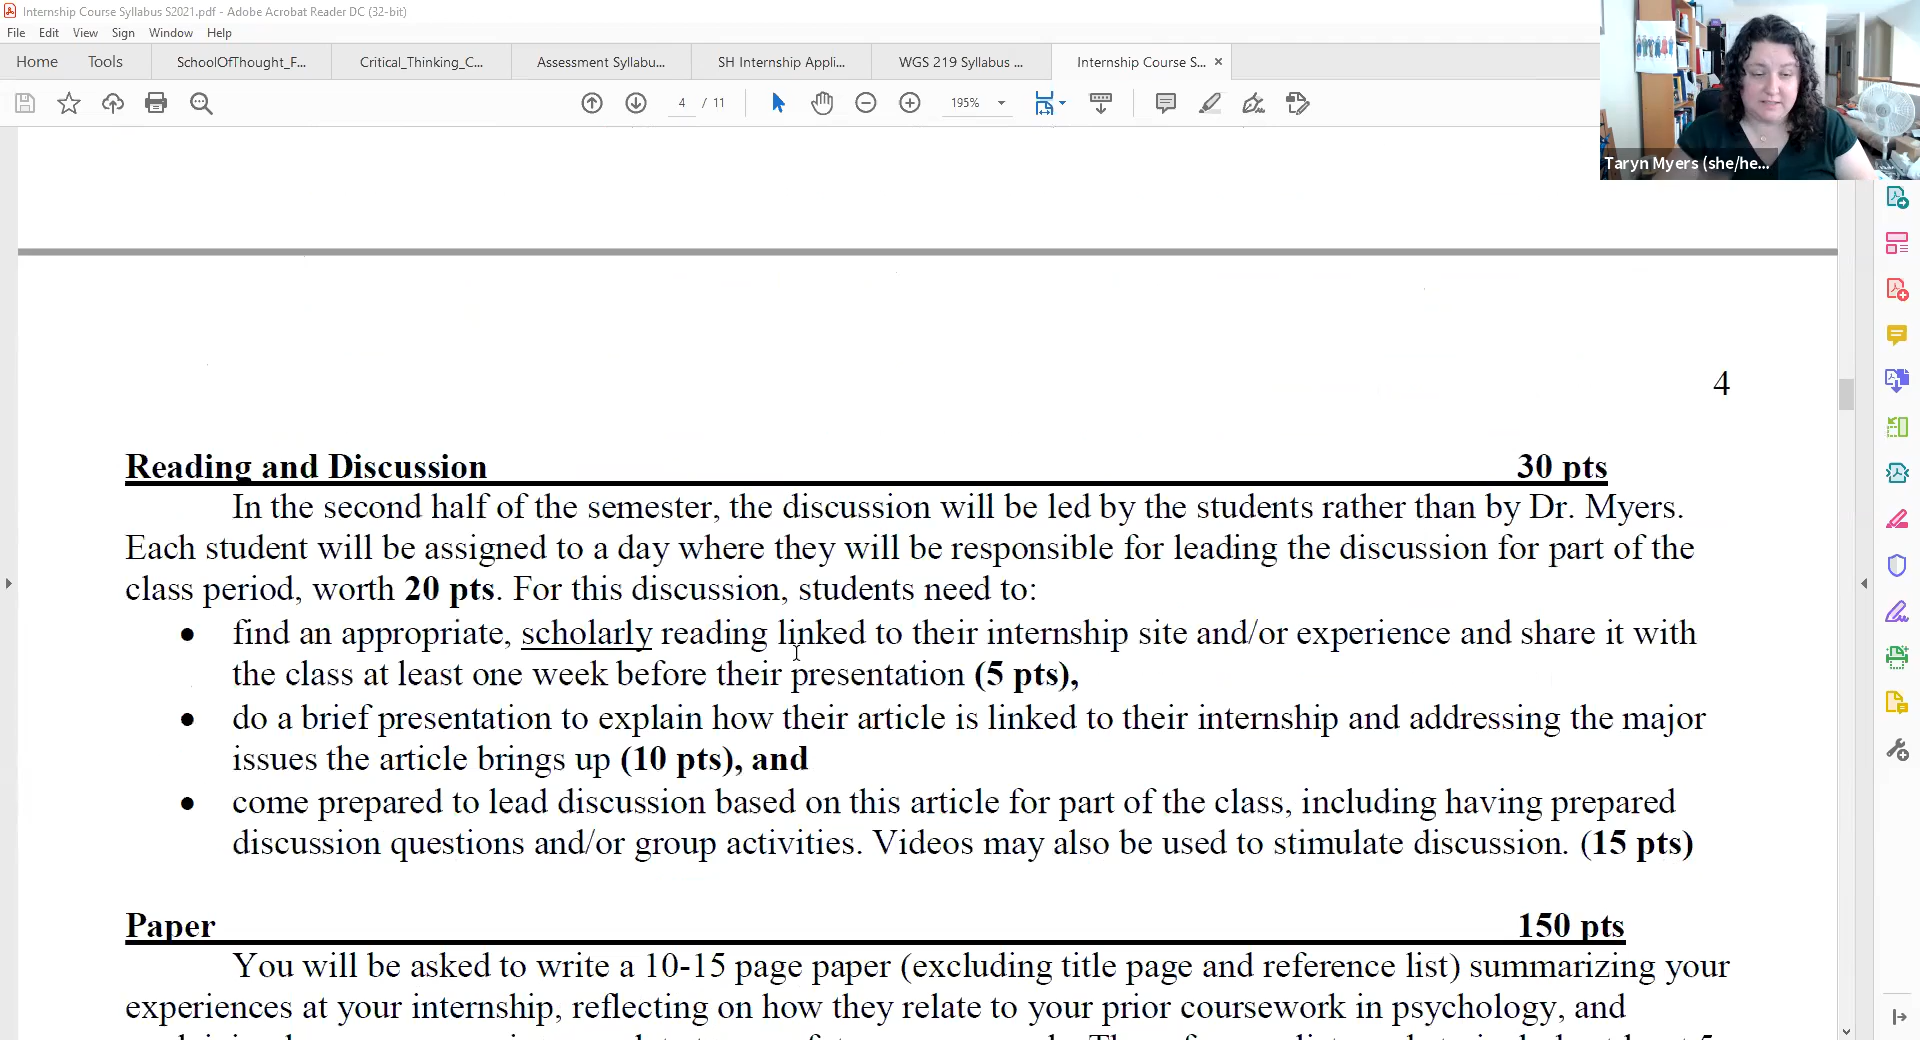 Internship Course Syllabus S2021.pdf - Adobe Acrobat Reader DC (32-bit)
File Edit View Sign Window Help
Home Tools SchoolOfThought_F... Critical_Thinking_C... Assessment Syllabu... SH Internship Appli... WGS 219 Syllabus ... Internship Course S... ×
4 / 11 195%
Taryn Myers (she/he...
4
Reading and Discussion 30 pts
In the second half of the semester, the discussion will be led by the students rather than by Dr. Myers.
Each student will be assigned to a day where they will be responsible for leading the discussion for part of the
class period, worth 20 pts. For this discussion, students need to:
• find an appropriate, scholarly reading linked to their internship site and/or experience and share it with
the class at least one week before their presentation (5 pts),
• do a brief presentation to explain how their article is linked to their internship and addressing the major
issues the article brings up (10 pts), and
• come prepared to lead discussion based on this article for part of the class, including having prepared
discussion questions and/or group activities. Videos may also be used to stimulate discussion. (15 pts)
Paper 150 pts
You will be asked to write a 10-15 page paper (excluding title page and reference list) summarizing your
experiences at your internship, reflecting on how they relate to your prior coursework in psychology, and